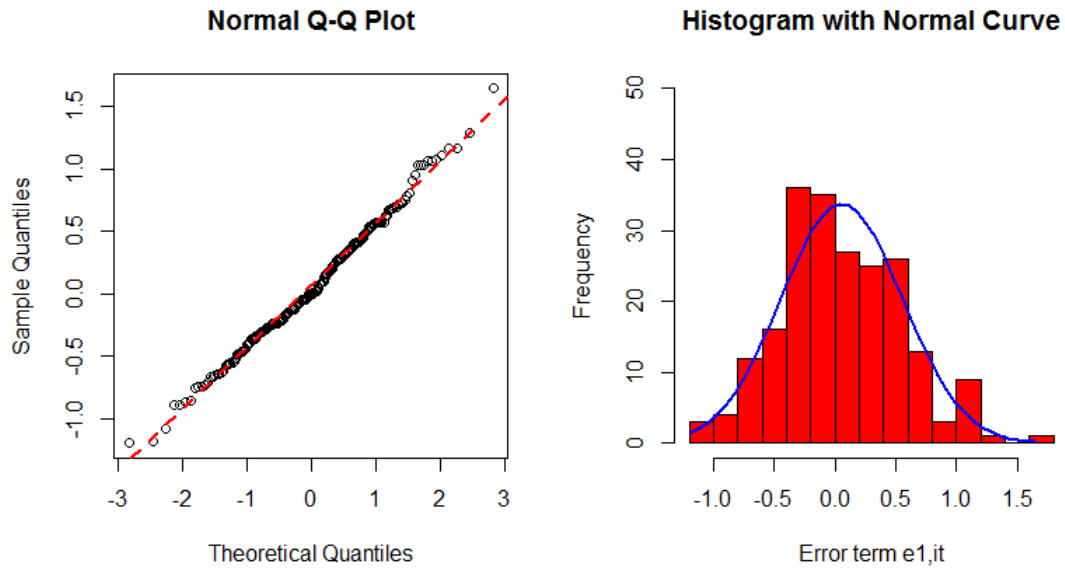 Normal Q-Q Plot
Sample Quantiles
1.5
1.0
0.5
0.0
-0.5
-1.0
-3 -2 -1 0 1 2 3
Theoretical Quantiles
Histogram with Normal Curve
Frequency
50
40
30
20
10
0
-1.0 -0.5 0.0 0.5 1.0 1.5
Error term e1,it